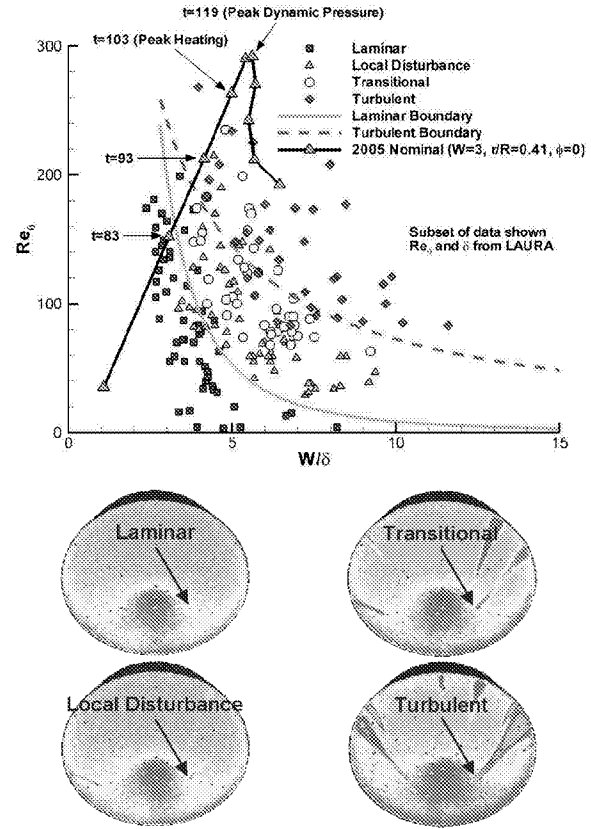 t=119 (Peak Dynamic Pressure)
t=103 (Peak Heating)
300
200
100
0
Reθ
t=93
t=83
Laminar
Local Disturbance
Transitional
Turbulent
Laminar Boundary
Turbulent Boundary
2005 Nominal (W=3, r/R=0.41, ϕ=0)
Subset of data shown
Reθ and δ from LAURA
0 5 10 15
W/δ
Laminar
Transitional
Local Disturbance
Turbulent